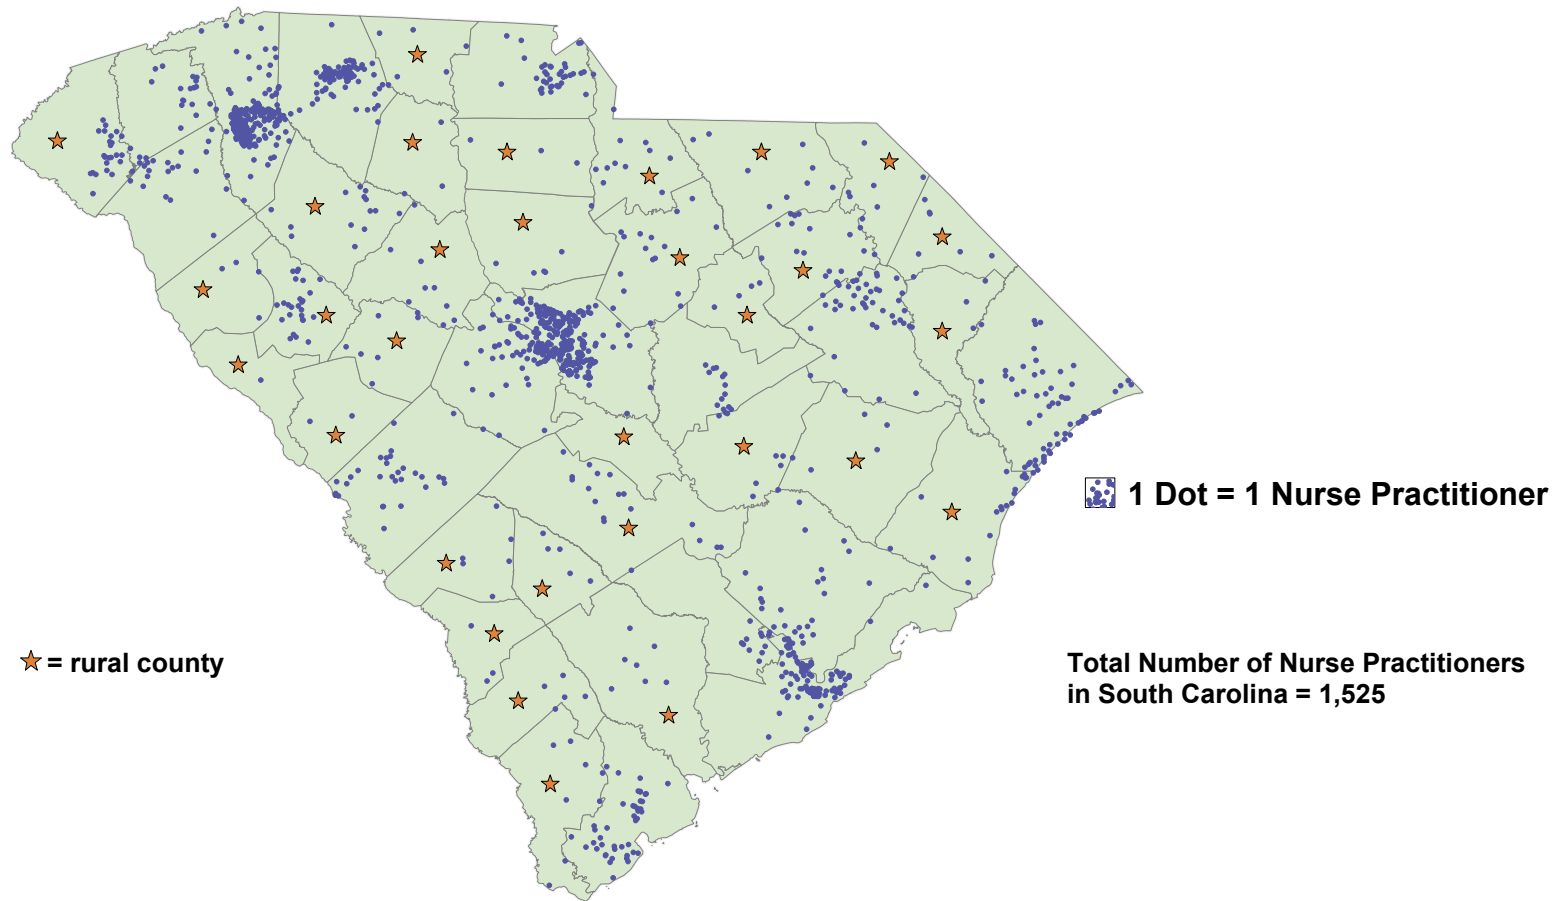 1 Dot = 1 Nurse Practitioner
= rural county
Total Number of Nurse Practitioners
in South Carolina = 1,525